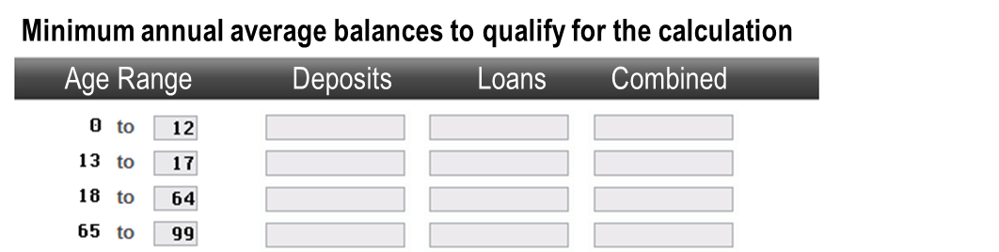 Minimum annual average balances to qualify for the calculation
Age Range Deposits Loans Combined
0 to 12
13 to 17
18 to 64
65 to 99